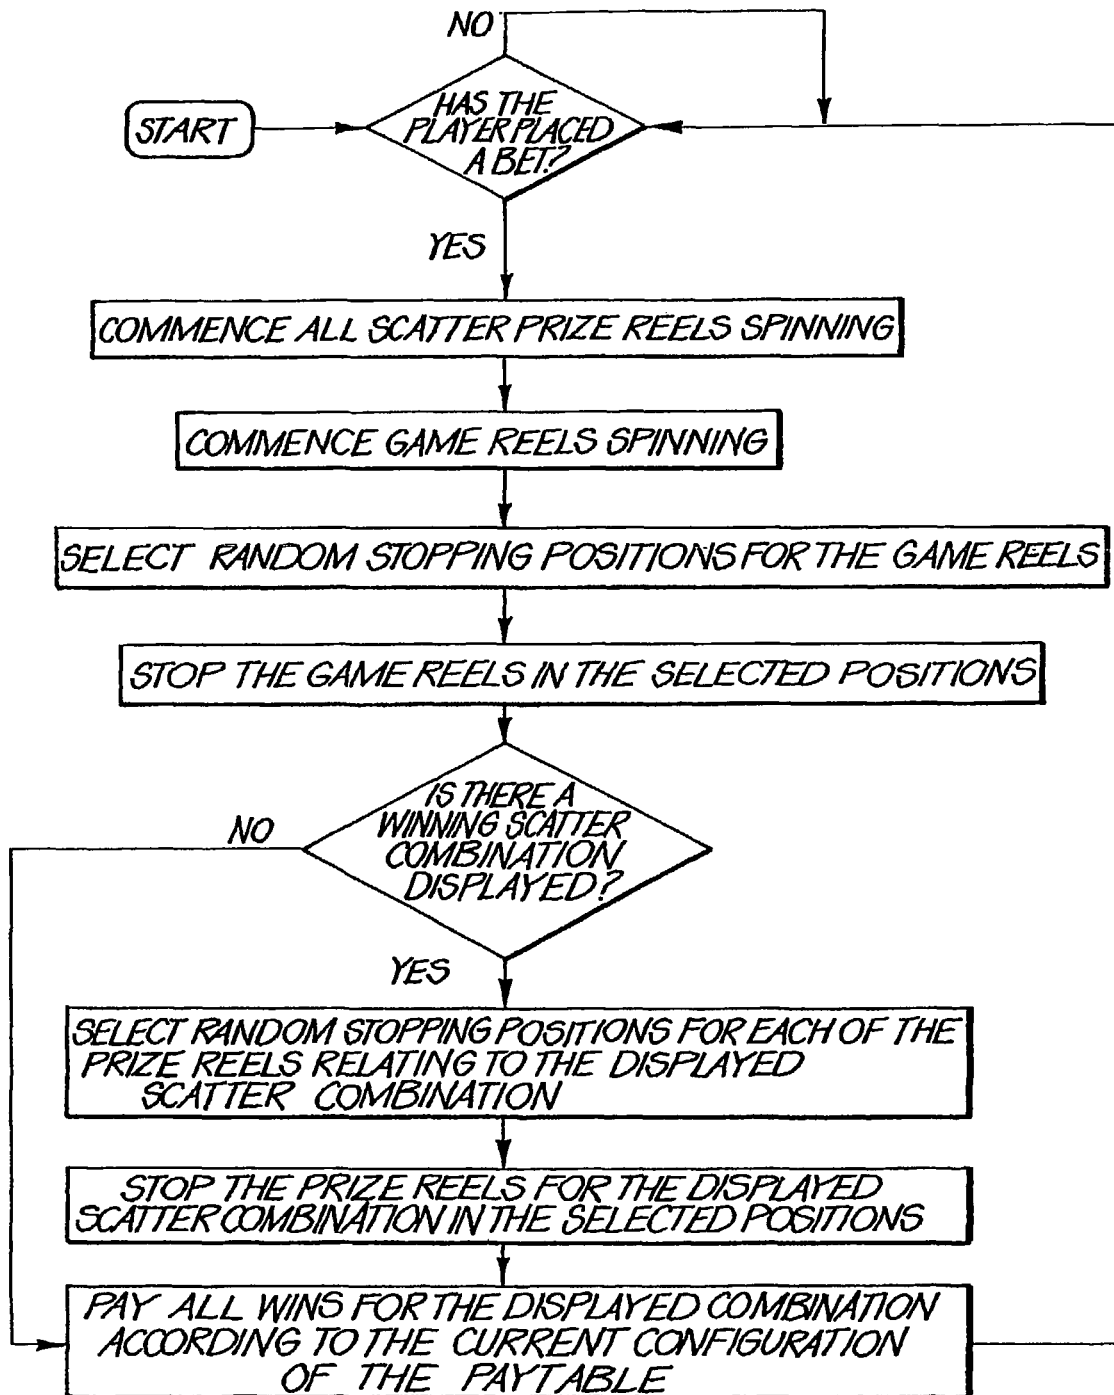 NO
START
HAS THE
PLAYER PLACED
A BET?
YES
COMMENCE ALL SCATTER PRIZE REELS SPINNING
COMMENCE GAME REELS SPINNING
SELECT RANDOM STOPPING POSITIONS FOR THE GAME REELS
STOP THE GAME REELS IN THE SELECTED POSITIONS
IS THERE A
WINNING SCATTER
COMBINATION
DISPLAYED?
NO
YES
SELECT RANDOM STOPPING POSITIONS FOR EACH OF THE
PRIZE REELS RELATING TO THE DISPLAYED
SCATTER COMBINATION
STOP THE PRIZE REELS FOR THE DISPLAYED
SCATTER COMBINATION IN THE SELECTED POSITIONS
PAY ALL WINS FOR THE DISPLAYED COMBINATION
ACCORDING TO THE CURRENT CONFIGURATION
OF THE PAYTABLE